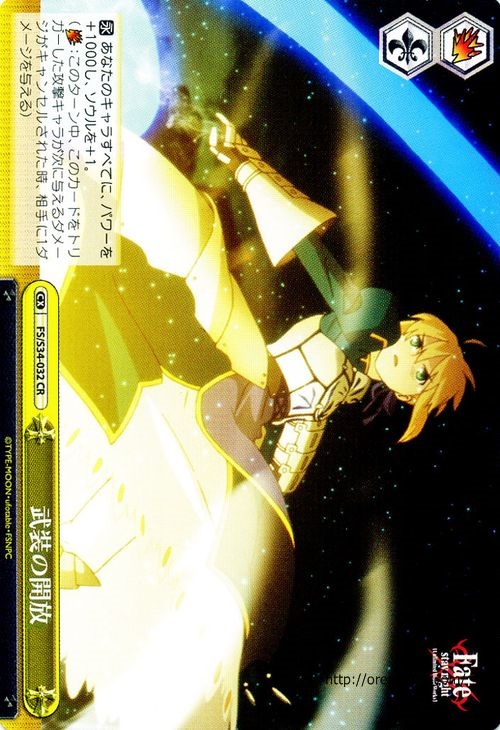 永 あなたのキャラすべてに、パワーを
+1000し、ソウルを+1。
(：このターン中、このカードをトリ
ガーした攻撃キャラが次に与えるダメー
ジがキャンセルされた時、相手に1ダ
メージを与える)
CX FS/S34-032 CR
武装の開放
©TYPE-MOON・ufotable・FSNPC
Fate
stay night
[Unlimited Blade Works]
http://ore